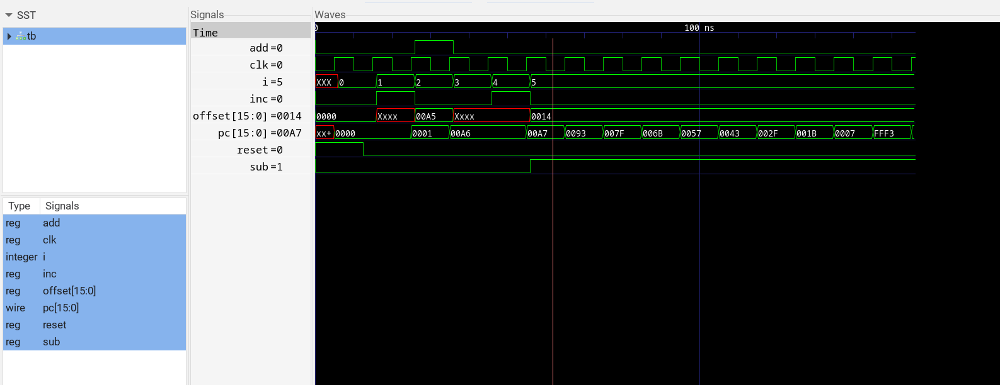 SST
tb
Type Signals
reg add
reg clk
integer i
reg inc
reg offset[15:0]
wire pc[15:0]
reg reset
reg sub
Signals
Time
add=0
clk=0
i=5
inc=0
offset[15:0]=0014
pc[15:0]=00A7
reset=0
sub=1
Waves
0 100 ns
XXX 0 1 2 3 4 5
0000 Xxxx 00A5 Xxxx 0014
xx+ 0000 0001 00A6 00A7 0093 007F 006B 0057 0043 002F 001B 0007 FFF3